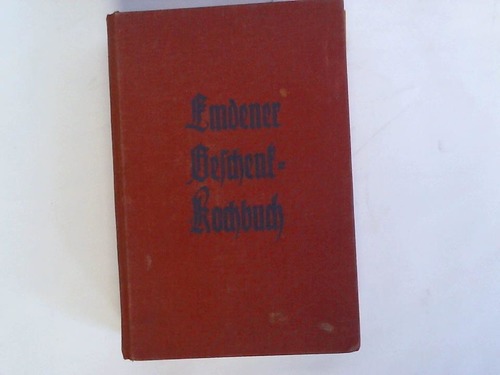 Emdener
Geschenk-
Kochbuch